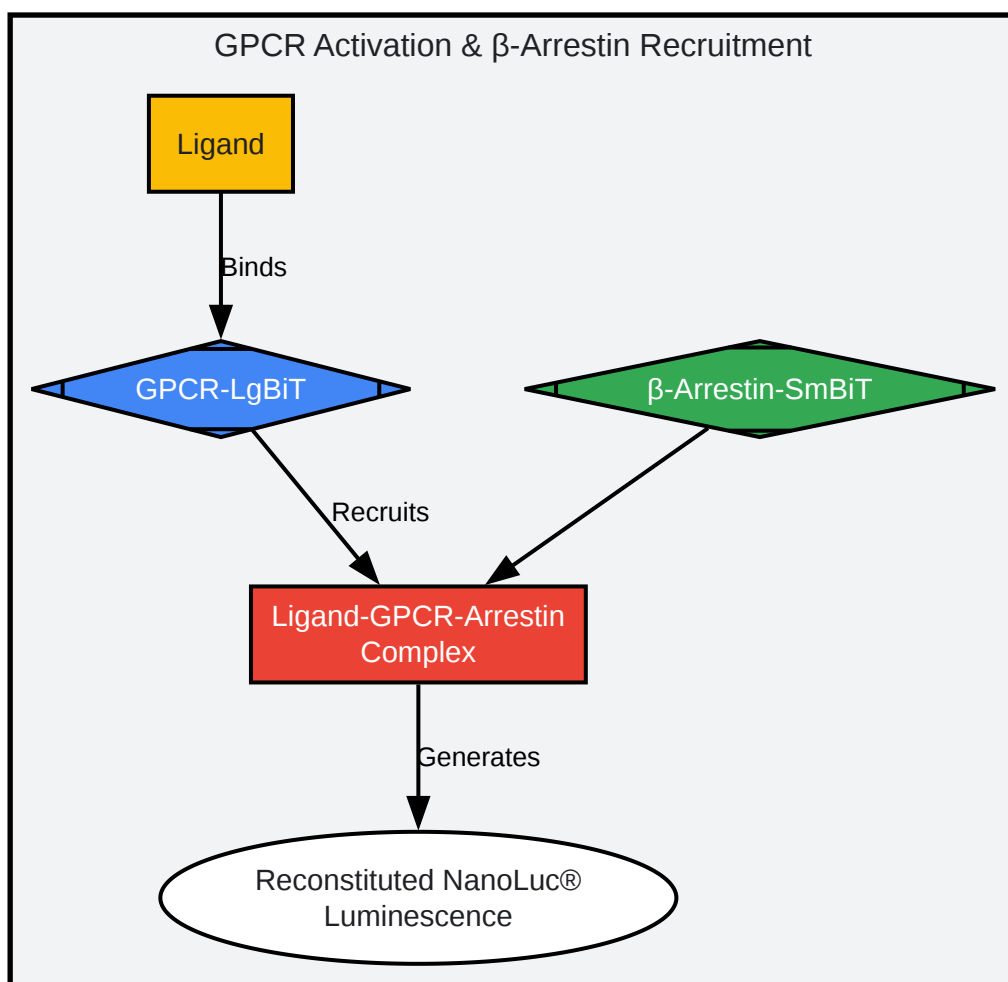 GPCR Activation & β-Arrestin Recruitment
Ligand
Binds
GPCR-LgBiT
β-Arrestin-SmBiT
Recruits
Ligand-GPCR-Arrestin
Complex
Generates
Reconstituted NanoLuc®
Luminescence